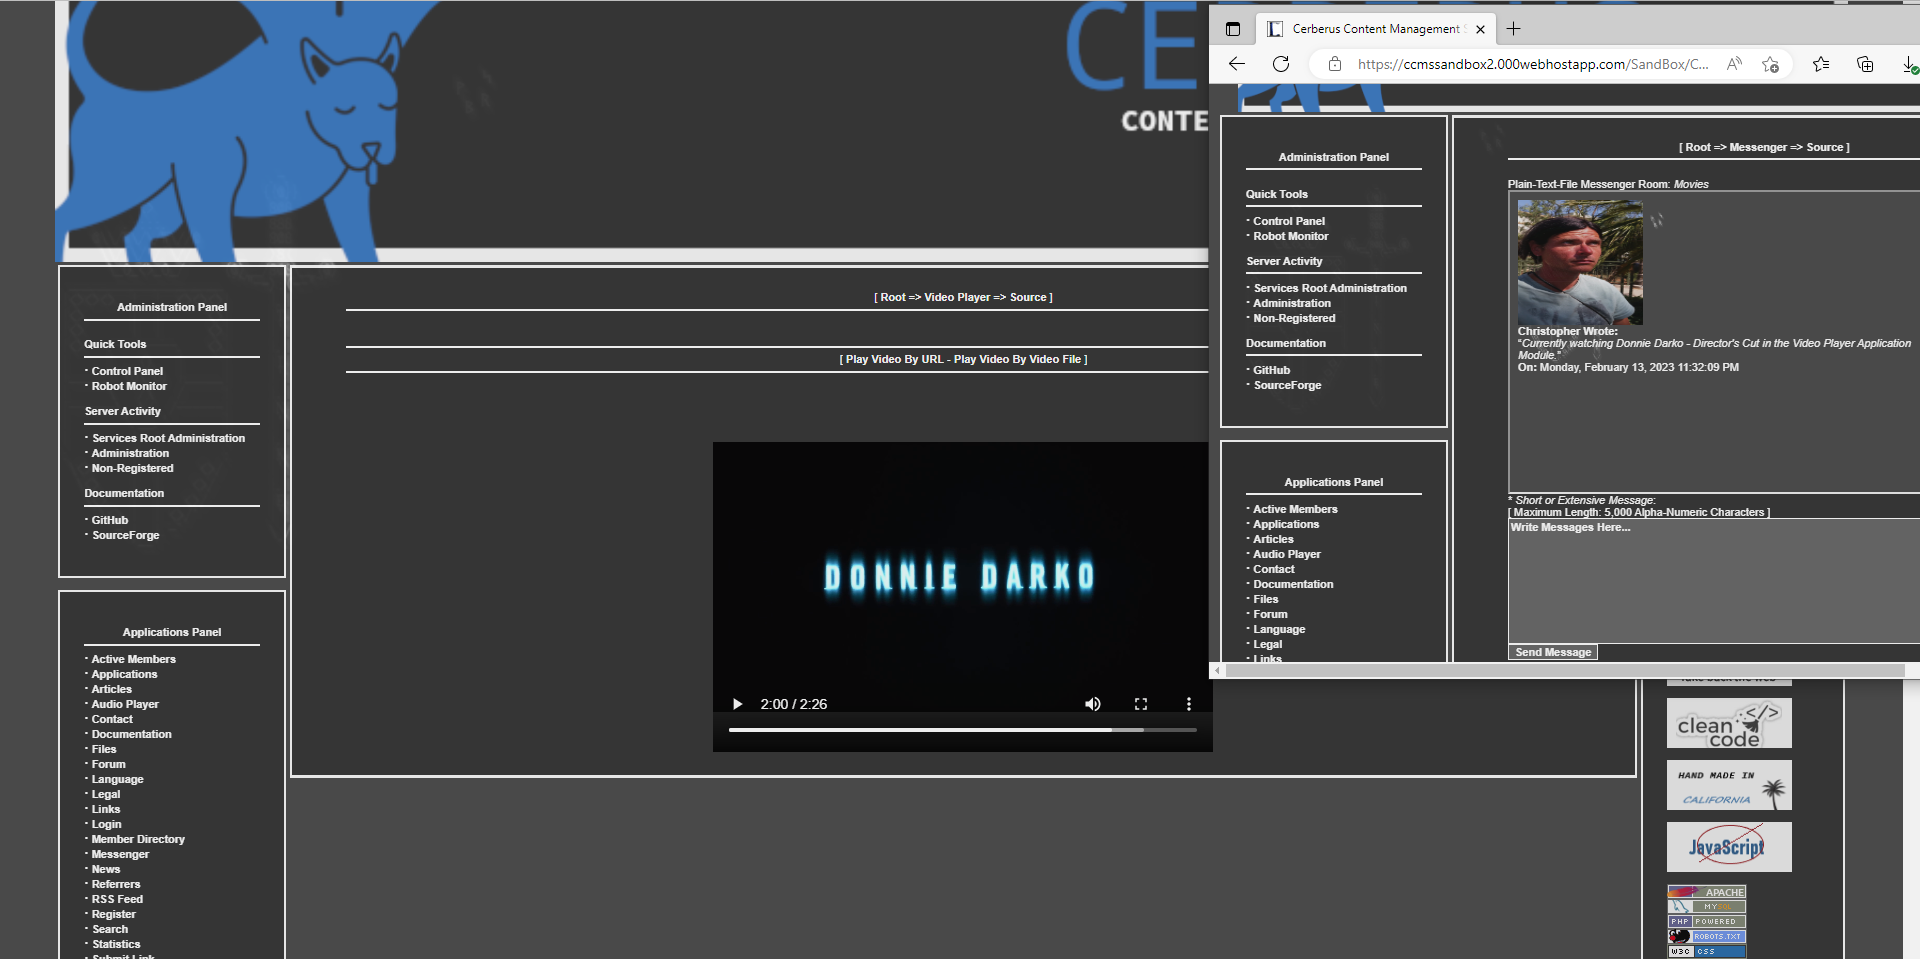 CE
CONTE
Administration Panel
Quick Tools
· Control Panel
· Robot Monitor
Server Activity
· Services Root Administration
· Administration
· Non-Registered
Documentation
· GitHub
· SourceForge
Applications Panel
· Active Members
· Applications
· Articles
· Audio Player
· Contact
· Documentation
· Files
· Forum
· Language
· Legal
· Links
· Login
· Member Directory
· Messenger
· News
· Referrers
· RSS Feed
· Register
· Search
· Statistics
· Submit Link
[ Root => Video Player => Source ]
[ Play Video By URL - Play Video By Video File ]
DONNIE DARKO
2:00 / 2:26
Cerberus Content Management
https://ccmssandbox2.000webhostapp.com/SandBox/C...
Administration Panel
Quick Tools
· Control Panel
· Robot Monitor
Server Activity
· Services Root Administration
· Administration
· Non-Registered
Documentation
· GitHub
· SourceForge
Applications Panel
· Active Members
· Applications
· Articles
· Audio Player
· Contact
· Documentation
· Files
· Forum
· Language
· Legal
· Links
[ Root => Messenger => Source ]
Plain-Text-File Messenger Room: Movies
Christopher Wrote:
"Currently watching Donnie Darko - Director's Cut in the Video Player Application
Module."
On: Monday, February 13, 2023 11:32:09 PM
* Short or Extensive Message:
[ Maximum Length: 5,000 Alpha-Numeric Characters ]
Write Messages Here...
Send Message
clean </>
code
HAND MADE IN
CALIFORNIA
JavaScript
APACHE
MYSQL
PHP POWERED
ROBOTS.TXT
W3C CSS